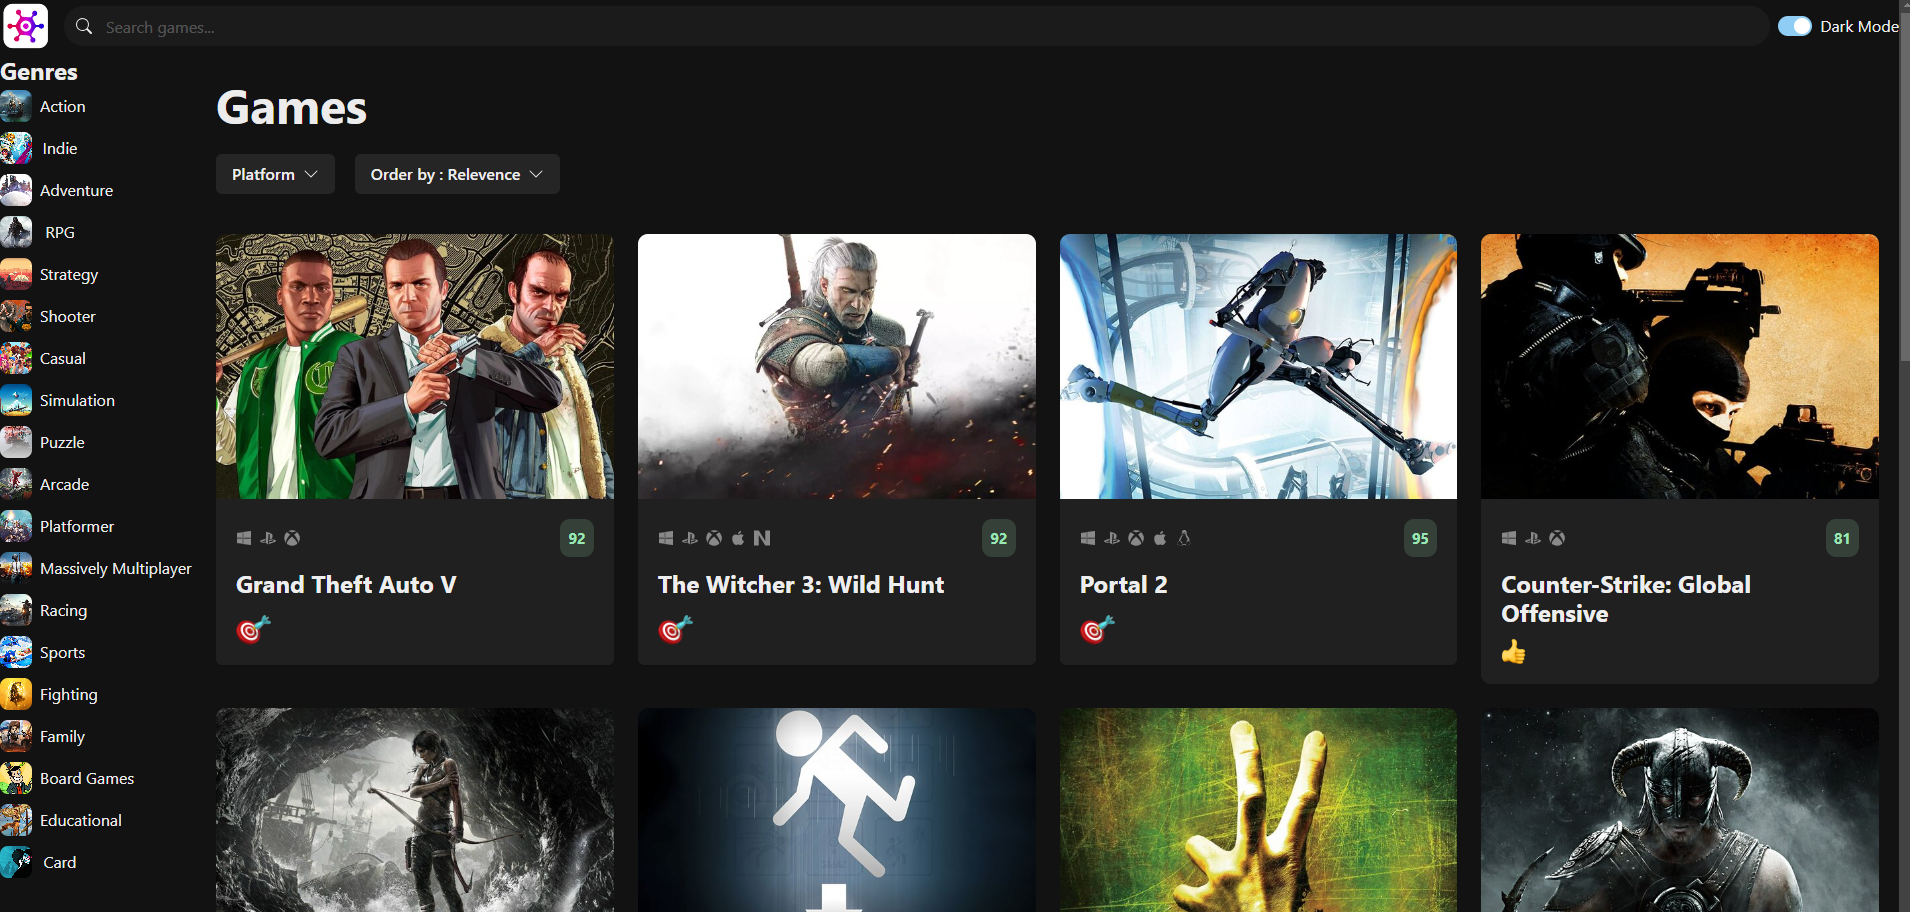 Search games...
Dark Mode
Genres
Action
Indie
Adventure
RPG
Strategy
Shooter
Casual
Simulation
Puzzle
Arcade
Platformer
Massively Multiplayer
Racing
Sports
Fighting
Family
Board Games
Educational
Card
Games
Platform
Order by : Relevence
92
Grand Theft Auto V
92
The Witcher 3: Wild Hunt
95
Portal 2
81
Counter-Strike: Global
Offensive